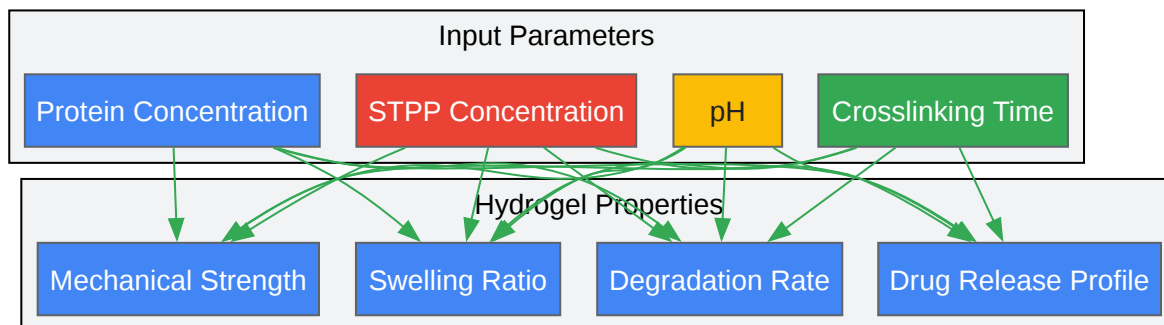 Input Parameters
Protein Concentration
STPP Concentration
pH
Crosslinking Time
Hydrogel Properties
Mechanical Strength
Swelling Ratio
Degradation Rate
Drug Release Profile